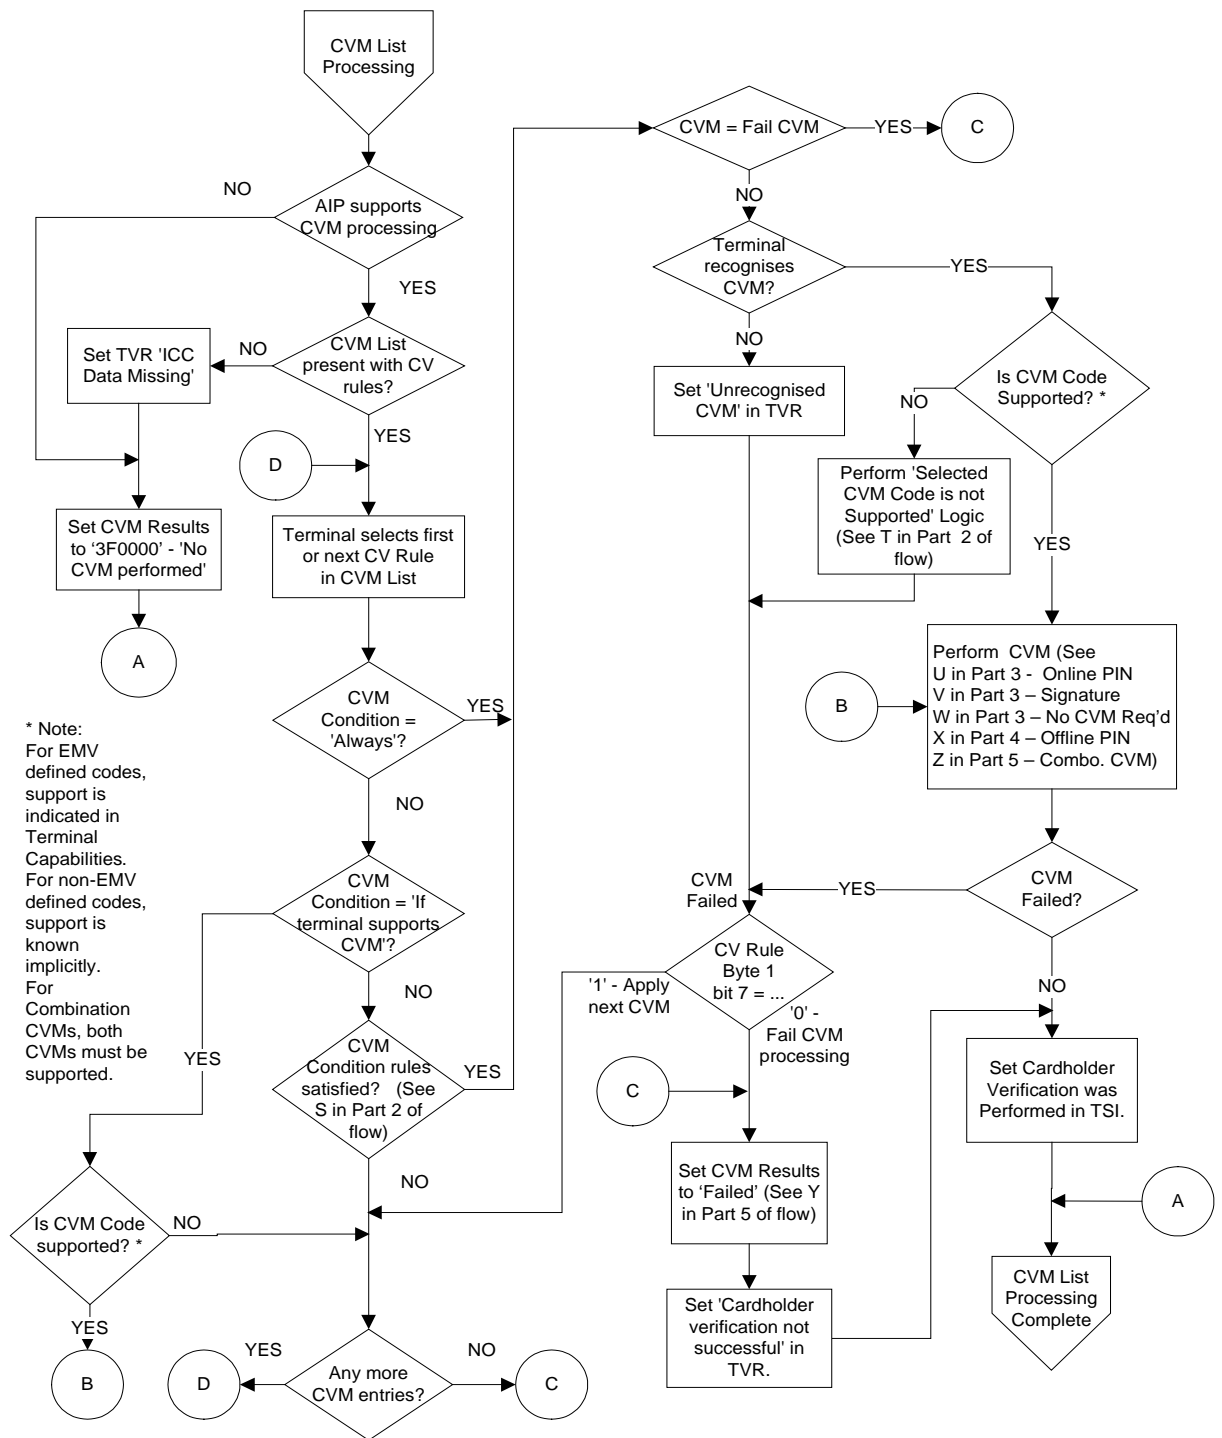 CVM List
Processing
CVM = Fail CVM
YES
C
NO
NO
AIP supports
CVM processing
YES
Terminal
recognises
CVM?
YES
NO
CVM List
present with CV
rules?
NO
Set TVR 'ICC
Data Missing'
YES
D
Set 'Unrecognised
CVM' in TVR
Is CVM Code
Supported? *
NO
Perform 'Selected
CVM Code is not
Supported' Logic
(See T in Part 2 of
flow)
YES
Set CVM Results
to ‘3F0000’ - 'No
CVM performed'
A
Terminal selects first
or next CV Rule
in CVM List
CVM
Condition =
'Always'?
YES
NO
B
Perform CVM (See
U in Part 3 - Online PIN
V in Part 3 – Signature
W in Part 3 – No CVM Req’d
X in Part 4 – Offline PIN
Z in Part 5 – Combo. CVM)
* Note:
For EMV
defined codes,
support is
indicated in
Terminal
Capabilities.
For non-EMV
defined codes,
support is
known
implicitly.
For
Combination
CVMs, both
CVMs must be
supported.
CVM
Condition = 'If
terminal supports
CVM'?
YES
NO
CVM
Failed?
YES
NO
CVM
Failed
CV Rule
Byte 1
bit 7 = ...
'1' - Apply
next CVM
'0' -
Fail CVM
processing
CVM
Condition rules
satisfied? (See
S in Part 2 of
flow)
YES
NO
C
Set Cardholder
Verification was
Performed in TSI.
Set CVM Results
to ‘Failed’ (See Y
in Part 5 of flow)
A
Is CVM Code
supported? *
NO
YES
B
Set 'Cardholder
verification not
successful' in
TVR.
CVM List
Processing
Complete
Any more
CVM entries?
YES
D
NO
C